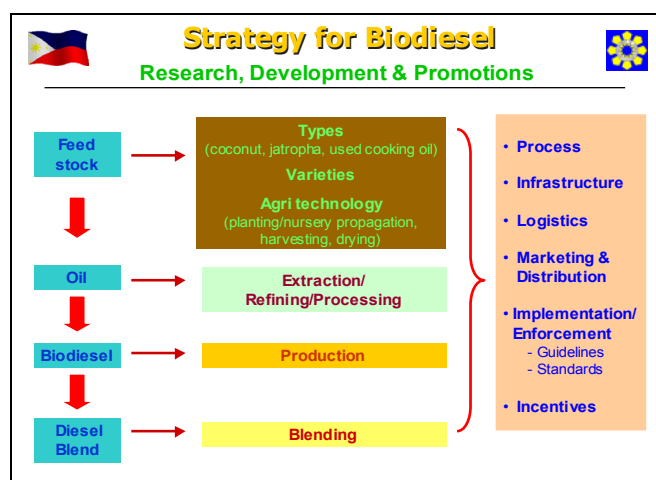 Strategy for Biodiesel
Research, Development & Promotions
Feed
stock
Types
(coconut, jatropha, used cooking oil)
Varieties
Agri technology
(planting/nursery propagation,
harvesting, drying)
Oil
Extraction/
Refining/Processing
Biodiesel
Production
Diesel
Blend
Blending
• Process
• Infrastructure
• Logistics
• Marketing &
Distribution
• Implementation/
Enforcement
- Guidelines
- Standards
• Incentives